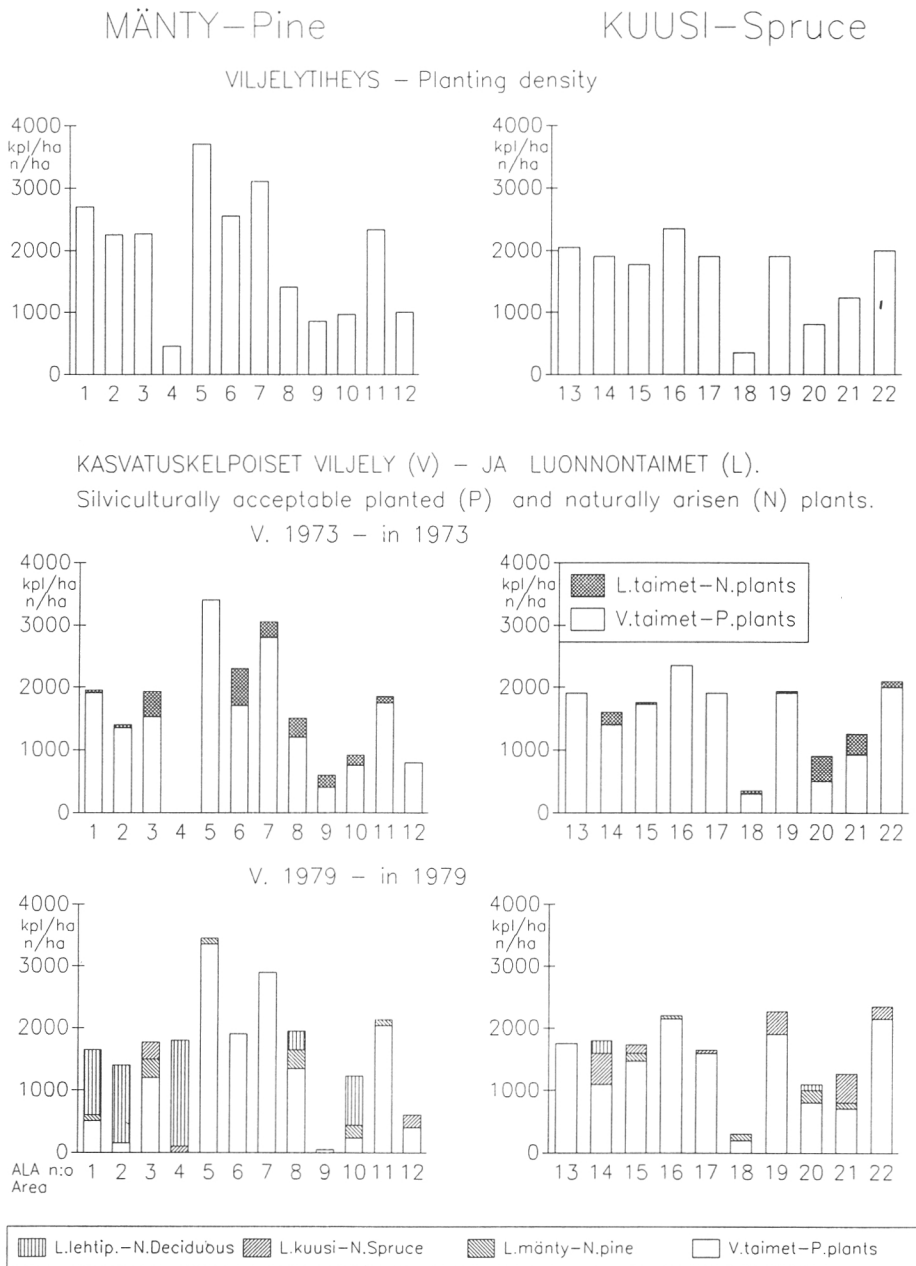 MÄNTY–Pine
KUUSI–Spruce
VILJELYTIHEYS – Planting density
4000
kpl/ha
n/ha
3000
2000
1000
0
1 2 3 4 5 6 7 8 9 10 11 12
4000
kpl/ha
n/ha
3000
2000
1000
0
13 14 15 16 17 18 19 20 21 22
KASVATUSKELPOISET VILJELY (V) – JA LUONNONTAIMET (L).
Silviculturally acceptable planted (P) and naturally arisen (N) plants.
V. 1973 – in 1973
4000
kpl/ha
n/ha
3000
2000
1000
0
1 2 3 4 5 6 7 8 9 10 11 12
4000
kpl/ha
n/ha
3000
2000
1000
0
L.taimet–N.plants
V.taimet–P.plants
13 14 15 16 17 18 19 20 21 22
V. 1979 – in 1979
4000
kpl/ha
n/ha
3000
2000
1000
0
ALA n:o
Area
1 2 3 4 5 6 7 8 9 10 11 12
4000
kpl/ha
n/ha
3000
2000
1000
0
13 14 15 16 17 18 19 20 21 22
L.lehtip.–N.Deciduous
L.kuusi–N.Spruce
L.mänty–N.pine
V.taimet–P.plants